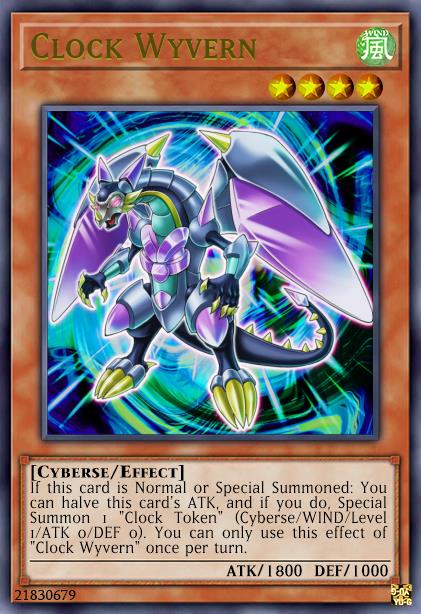 Clock Wyvern
WIND
風
[Cyberse/Effect]
If this card is Normal or Special Summoned: You
can halve this card's ATK, and if you do, Special
Summon 1 "Clock Token" (Cyberse/WIND/Level
1/ATK 0/DEF 0). You can only use this effect of
"Clock Wyvern" once per turn.
ATK/1800 DEF/1000
21830679